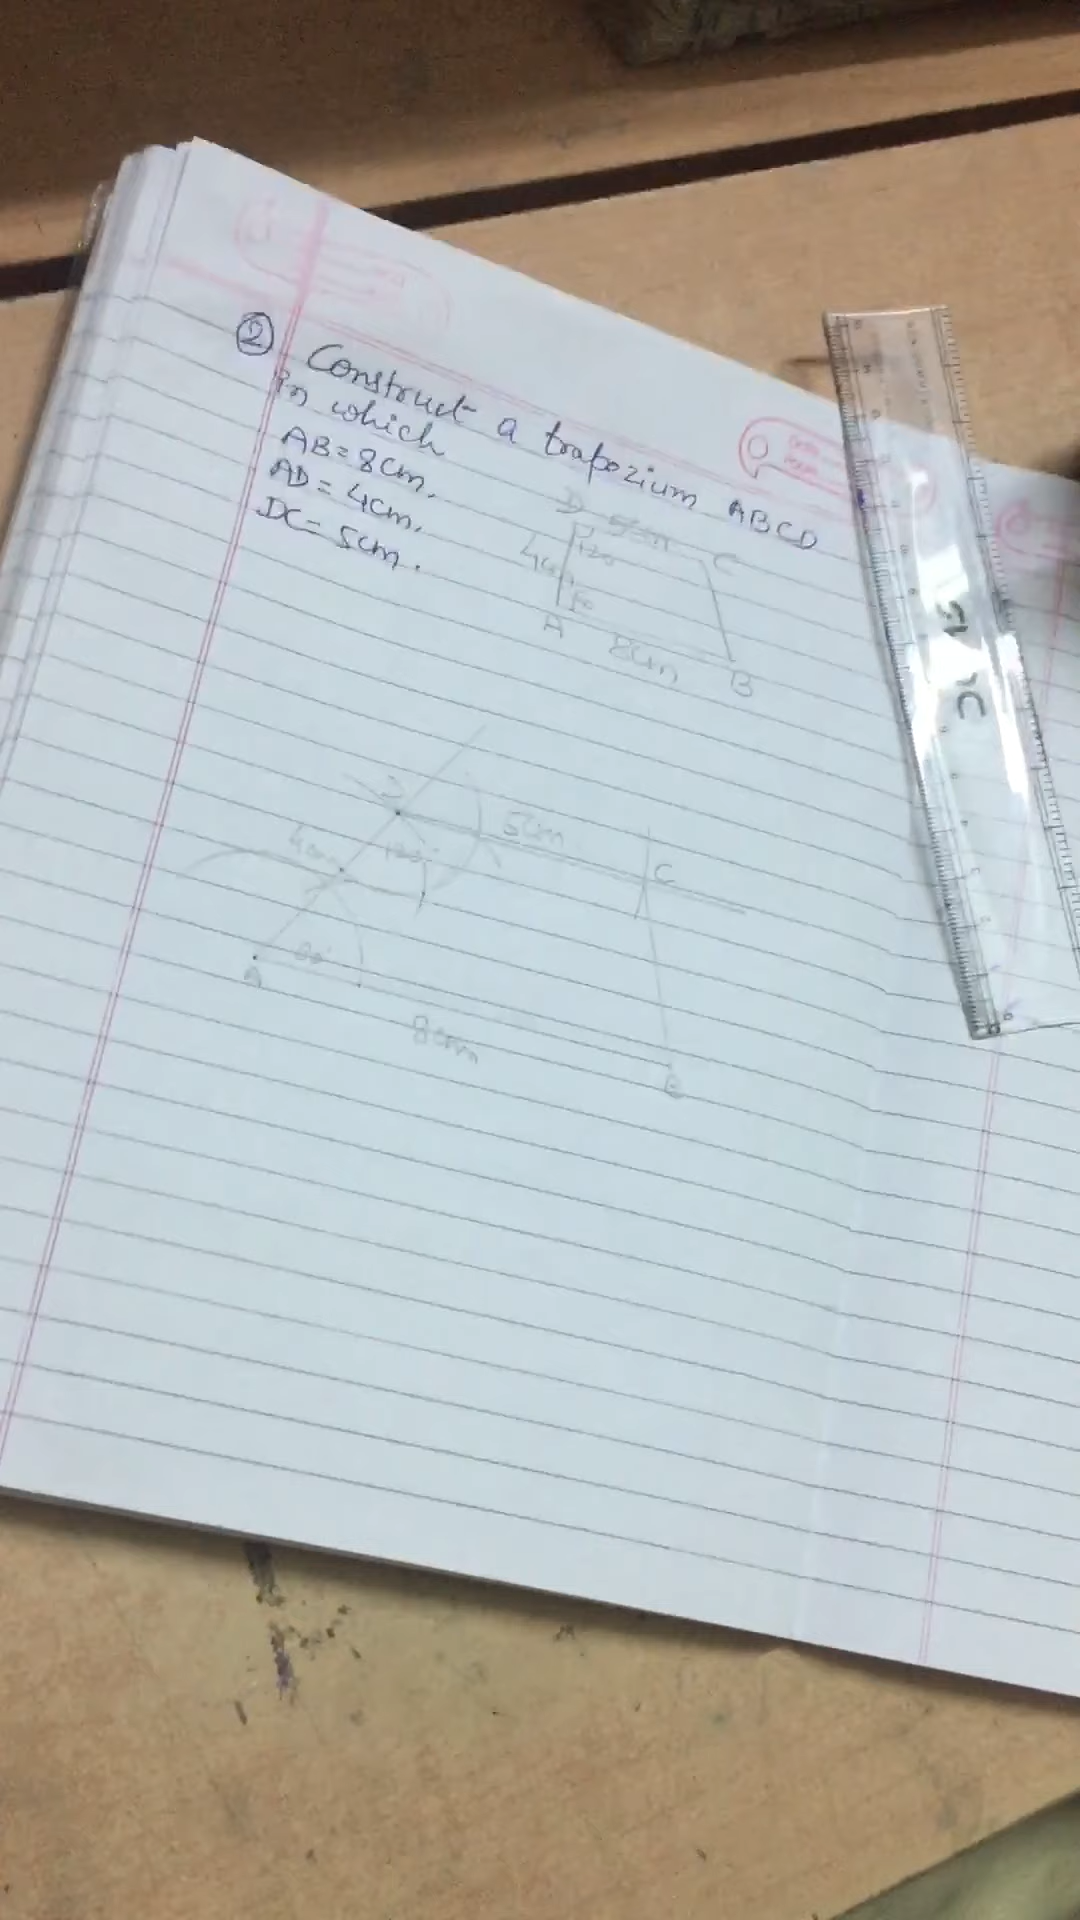 ② Construct a trapozium ABCD
in which
AB = 8cm.
AD = 4cm.
DC = 5cm.
D 5cm C
4cm 120
60
A 8cm B
D 5cm
4cm 120° C
60°
A
8cm
B